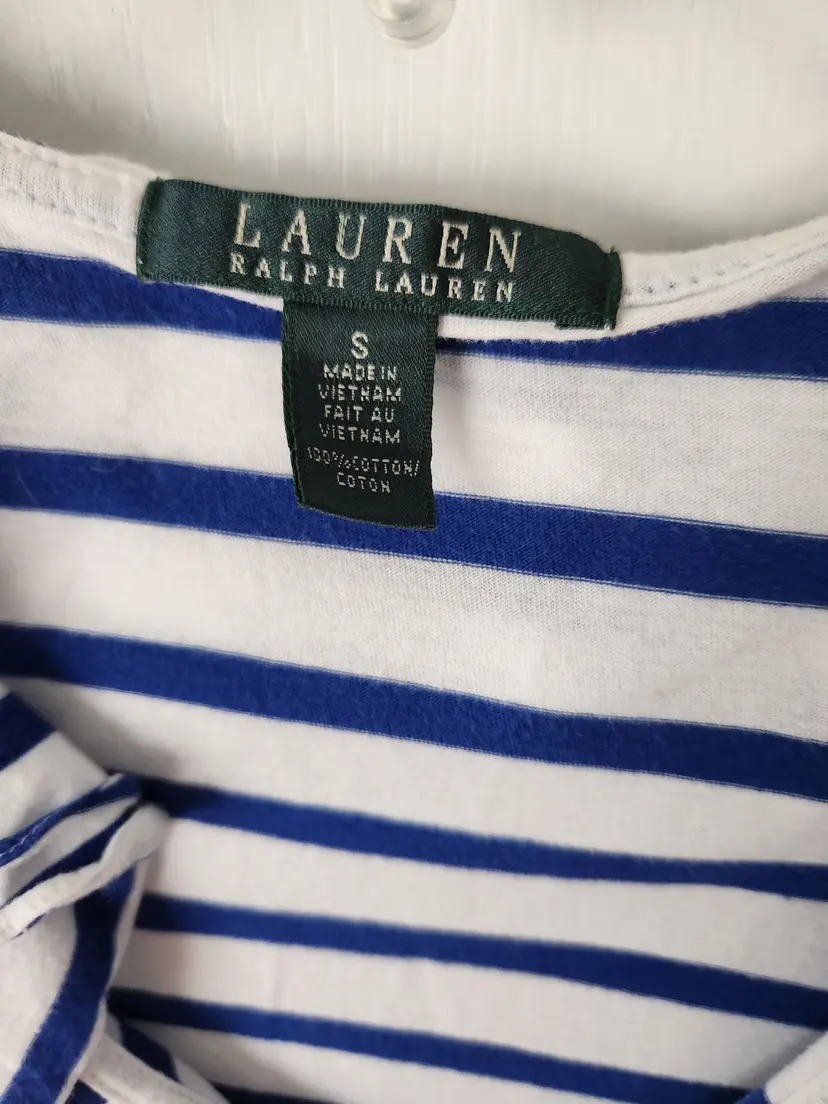 LAUREN
RALPH LAUREN
S
MADE IN
VIETNAM
FAIT AU
VIETNAM
100% COTTON/
COTON